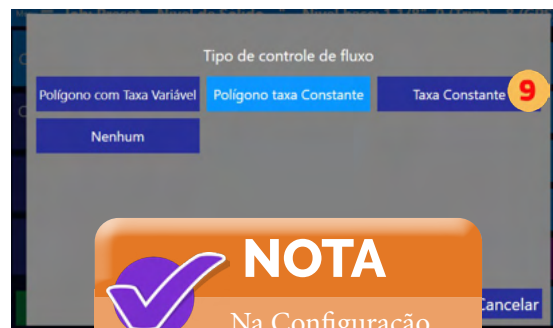 Tipo de controle de fluxo
Polígono com Taxa Variável
Polígono taxa Constante
Taxa Constante
9
Nenhum
NOTA
Na Configuração
Cancelar